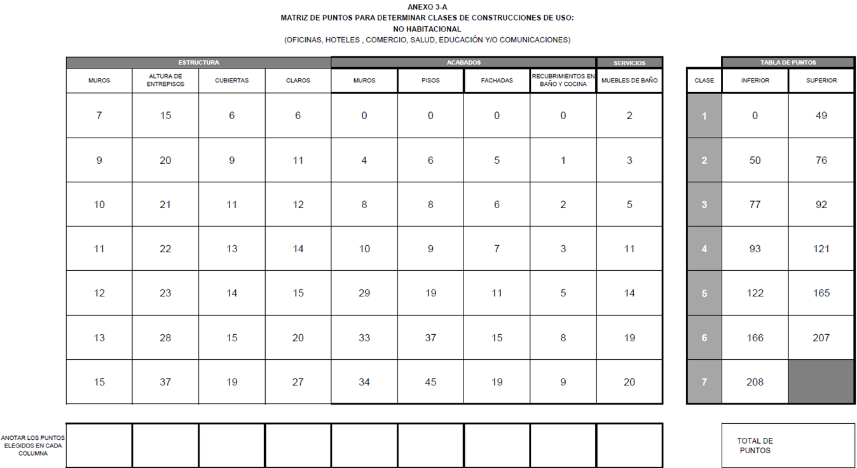 ANEXO 3-A
MATRIZ DE PUNTOS PARA DETERMINAR CLASES DE CONSTRUCCIONES DE USO:
NO HABITACIONAL
(OFICINAS, HOTELES , COMERCIO, SALUD, EDUCACIÓN Y/O COMUNICACIONES)
ESTRUCTURA ACABADOS SERVICIOS TABLA DE PUNTOS
MUROS ALTURA DE ENTREPISOS CUBIERTAS CLAROS MUROS PISOS FACHADAS RECUBRIMIENTOS EN BAÑO Y COCINA MUEBLES DE BAÑO CLASE INFERIOR SUPERIOR
7 15 6 6 0 0 0 0 2 1 0 49
9 20 9 11 4 6 5 1 3 2 50 76
10 21 11 12 8 8 6 2 5 3 77 92
11 22 13 14 10 9 7 3 11 4 93 121
12 23 14 15 29 19 11 5 14 5 122 165
13 28 15 20 33 37 15 8 19 6 166 207
15 37 19 27 34 45 19 9 20 7 208
ANOTAR LOS PUNTOS
ELEGIDOS EN CADA
COLUMNA
TOTAL DE
PUNTOS